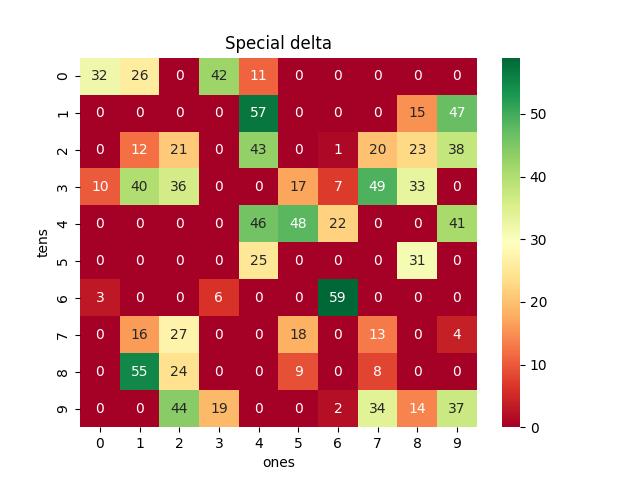 Special delta
0 32 26 0 42 11 0 0 0 0 0
1 0 0 0 0 57 0 0 0 15 47
2 0 12 21 0 43 0 1 20 23 38
3 10 40 36 0 0 17 7 49 33 0
4 0 0 0 0 46 48 22 0 0 41
5 0 0 0 0 25 0 0 0 31 0
6 3 0 0 6 0 0 59 0 0 0
7 0 16 27 0 0 18 0 13 0 4
8 0 55 24 0 0 9 0 8 0 0
9 0 0 44 19 0 0 2 34 14 37
0 1 2 3 4 5 6 7 8 9
ones
tens
50
40
30
20
10
0